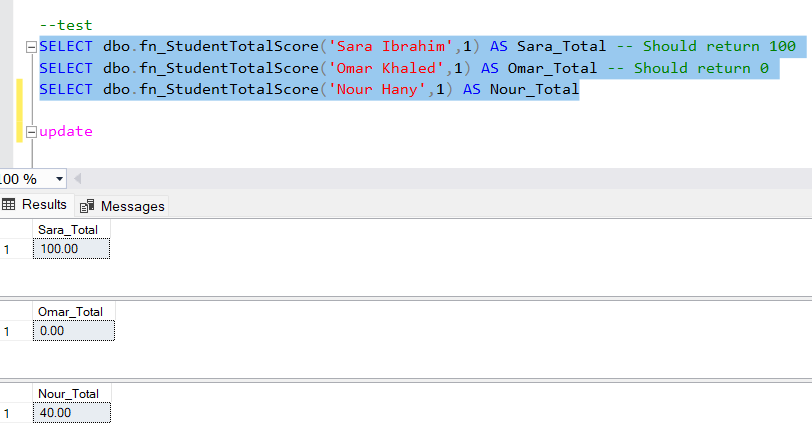 --test
SELECT dbo.fn_StudentTotalScore('Sara Ibrahim',1) AS Sara_Total -- Should return 100
SELECT dbo.fn_StudentTotalScore('Omar Khaled',1) AS Omar_Total -- Should return 0
SELECT dbo.fn_StudentTotalScore('Nour Hany',1) AS Nour_Total
update
.00 %
Results Messages
Sara_Total
1 100.00
Omar_Total
1 0.00
Nour_Total
1 40.00